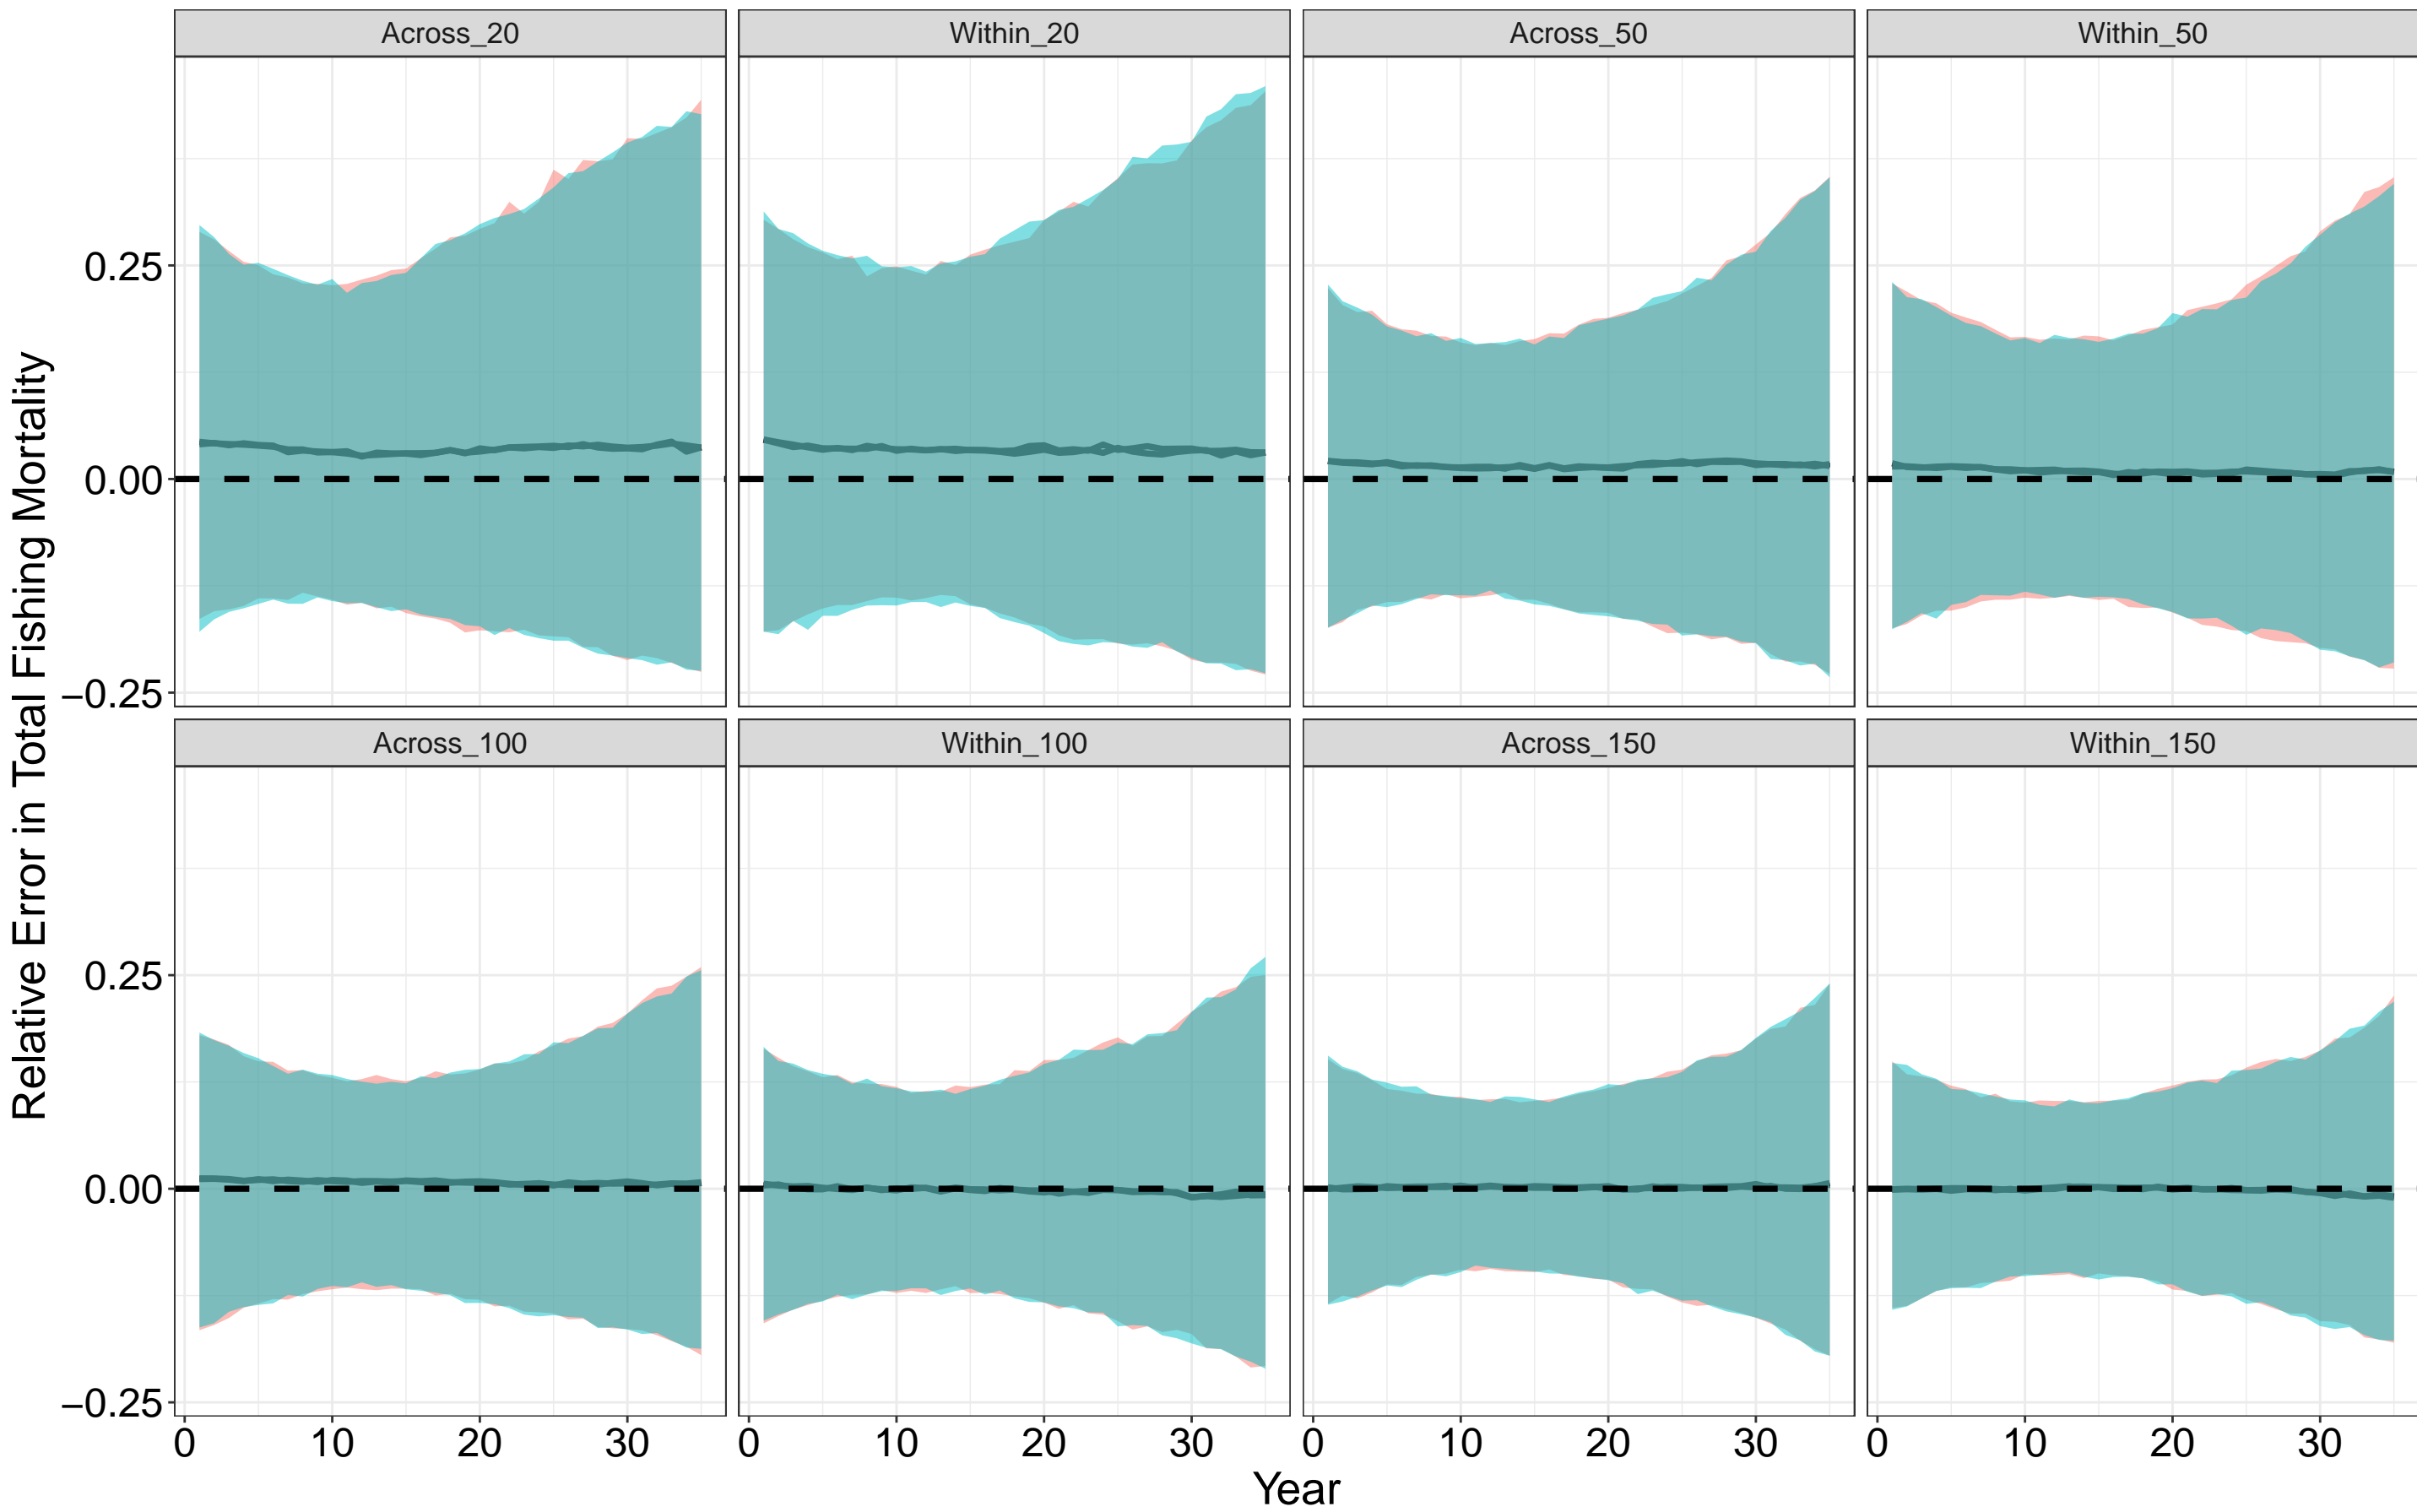 Across_20
Within_20
Across_50
Within_50
0.25
0.00
−0.25
Across_100
Within_100
Across_150
Within_150
0.25
0.00
−0.25
0 10 20 30
0 10 20 30
0 10 20 30
0 10 20 30
Year
Relative Error in Total Fishing Mortality